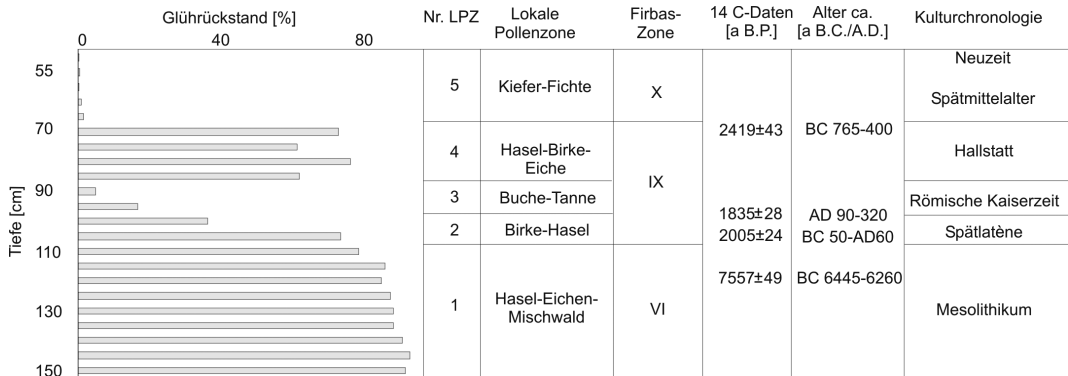 Glührückstand [%]
Nr. LPZ
Lokale
Pollenzone
Firbas-
Zone
14 C-Daten
[a B.P.]
Alter ca.
[a B.C./A.D.]
Kulturchronologie
0 40 80
Tiefe [cm]
55
70
90
110
130
150
5 Kiefer-Fichte X
Neuzeit
Spätmittelalter
2419±43 BC 765-400
4 Hasel-Birke-
Eiche
Hallstatt
IX
3 Buche-Tanne
Römische Kaiserzeit
1835±28 AD 90-320
2 Birke-Hasel
2005±24 BC 50-AD60
Spätlatène
7557±49 BC 6445-6260
1 Hasel-Eichen-
Mischwald
VI
Mesolithikum